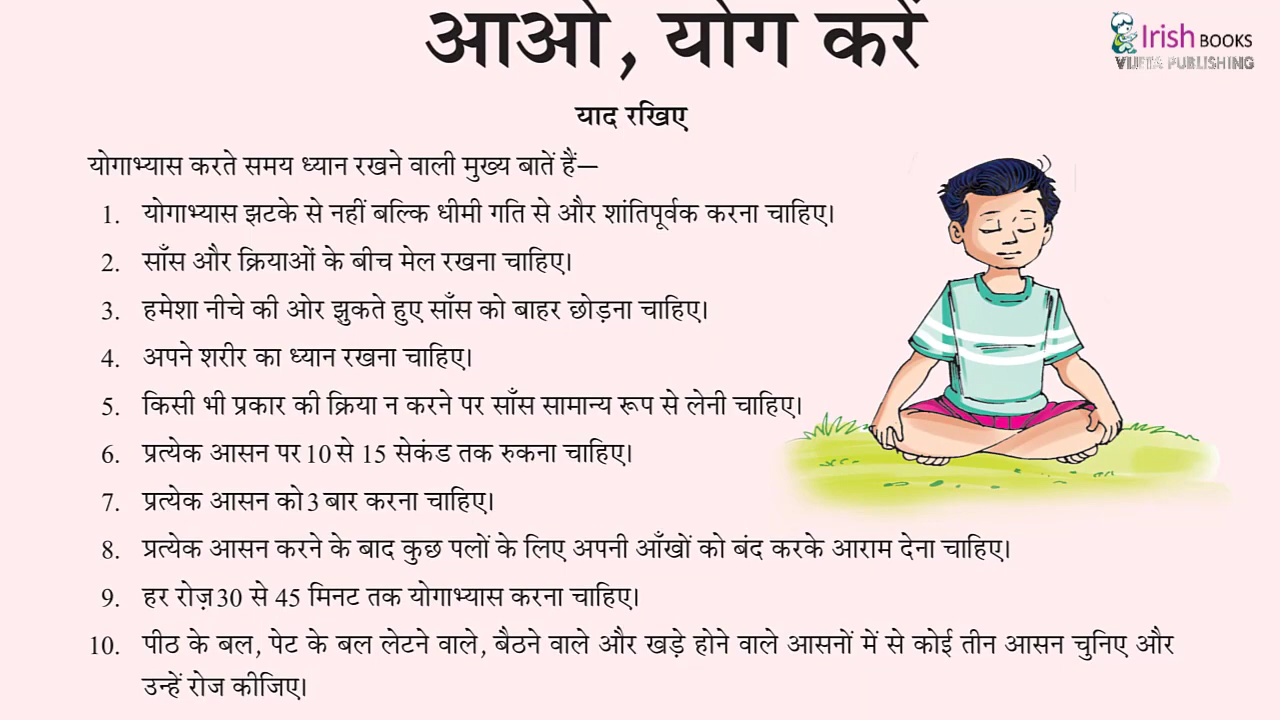 आओ, योग करें
Irish BOOKS
VIJETA PUBLISHING
याद रखिए
योगाभ्यास करते समय ध्यान रखने वाली मुख्य बातें हैं—
1. योगाभ्यास झटके से नहीं बल्कि धीमी गति से और शांतिपूर्वक करना चाहिए।
2. साँस और क्रियाओं के बीच मेल रखना चाहिए।
3. हमेशा नीचे की ओर झुकते हुए साँस को बाहर छोड़ना चाहिए।
4. अपने शरीर का ध्यान रखना चाहिए।
5. किसी भी प्रकार की क्रिया न करने पर साँस सामान्य रूप से लेनी चाहिए।
6. प्रत्येक आसन पर 10 से 15 सेकंड तक रुकना चाहिए।
7. प्रत्येक आसन को 3 बार करना चाहिए।
8. प्रत्येक आसन करने के बाद कुछ पलों के लिए अपनी आँखों को बंद करके आराम देना चाहिए।
9. हर रोज़ 30 से 45 मिनट तक योगाभ्यास करना चाहिए।
10. पीठ के बल, पेट के बल लेटने वाले, बैठने वाले और खड़े होने वाले आसनों में से कोई तीन आसन चुनिए और
उन्हें रोज कीजिए।